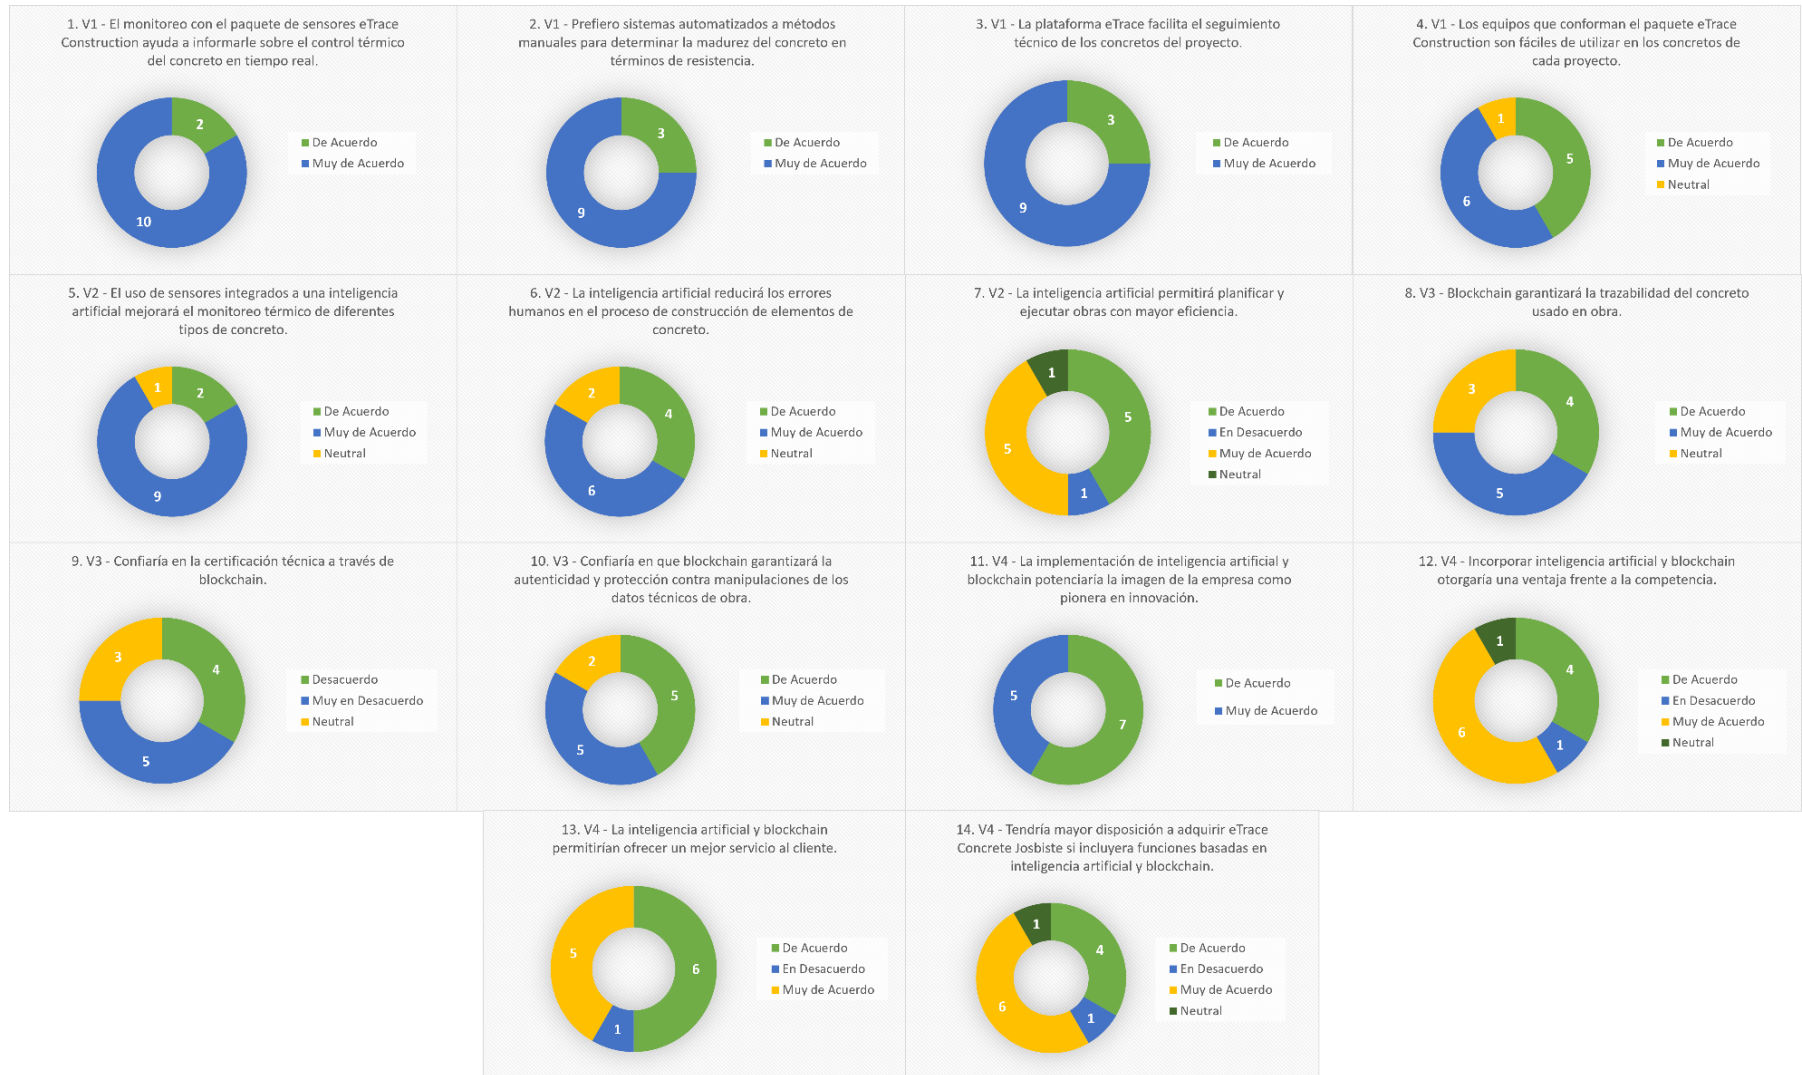 1. V1 - El monitoreo con el paquete de sensores eTrace
Construction ayuda a informarle sobre el control térmico
del concreto en tiempo real.
2
10
De Acuerdo
Muy de Acuerdo
2. V1 - Prefiero sistemas automatizados a métodos
manuales para determinar la madurez del concreto en
términos de resistencia.
3
9
De Acuerdo
Muy de Acuerdo
3. V1 - La plataforma eTrace facilita el seguimiento
técnico de los concretos del proyecto.
3
9
De Acuerdo
Muy de Acuerdo
4. V1 - Los equipos que conforman el paquete eTrace
Construction son fáciles de utilizar en los concretos de
cada proyecto.
1
5
6
De Acuerdo
Muy de Acuerdo
Neutral
5. V2 - El uso de sensores integrados a una inteligencia
artificial mejorará el monitoreo térmico de diferentes
tipos de concreto.
1
2
9
De Acuerdo
Muy de Acuerdo
Neutral
6. V2 - La inteligencia artificial reducirá los errores
humanos en el proceso de construcción de elementos de
concreto.
2
4
6
De Acuerdo
Muy de Acuerdo
Neutral
7. V2 - La inteligencia artificial permitirá planificar y
ejecutar obras con mayor eficiencia.
1
5
5
1
De Acuerdo
En Desacuerdo
Muy de Acuerdo
Neutral
8. V3 - Blockchain garantizará la trazabilidad del concreto
usado en obra.
3
4
5
De Acuerdo
Muy de Acuerdo
Neutral
9. V3 - Confiaría en la certificación técnica a través de
blockchain.
3
4
5
Desacuerdo
Muy en Desacuerdo
Neutral
10. V3 - Confiaría en que blockchain garantizará la
autenticidad y protección contra manipulaciones de los
datos técnicos de obra.
2
5
5
De Acuerdo
Muy de Acuerdo
Neutral
11. V4 - La implementación de inteligencia artificial y
blockchain potenciaría la imagen de la empresa como
pionera en innovación.
5
7
De Acuerdo
Muy de Acuerdo
12. V4 - Incorporar inteligencia artificial y blockchain
otorgaría una ventaja frente a la competencia.
1
4
6
1
De Acuerdo
En Desacuerdo
Muy de Acuerdo
Neutral
13. V4 - La inteligencia artificial y blockchain
permitirían ofrecer un mejor servicio al cliente.
5
6
1
De Acuerdo
En Desacuerdo
Muy de Acuerdo
14. V4 - Tendría mayor disposición a adquirir eTrace
Concrete Josbiste si incluyera funciones basadas en
inteligencia artificial y blockchain.
1
4
6
1
De Acuerdo
En Desacuerdo
Muy de Acuerdo
Neutral